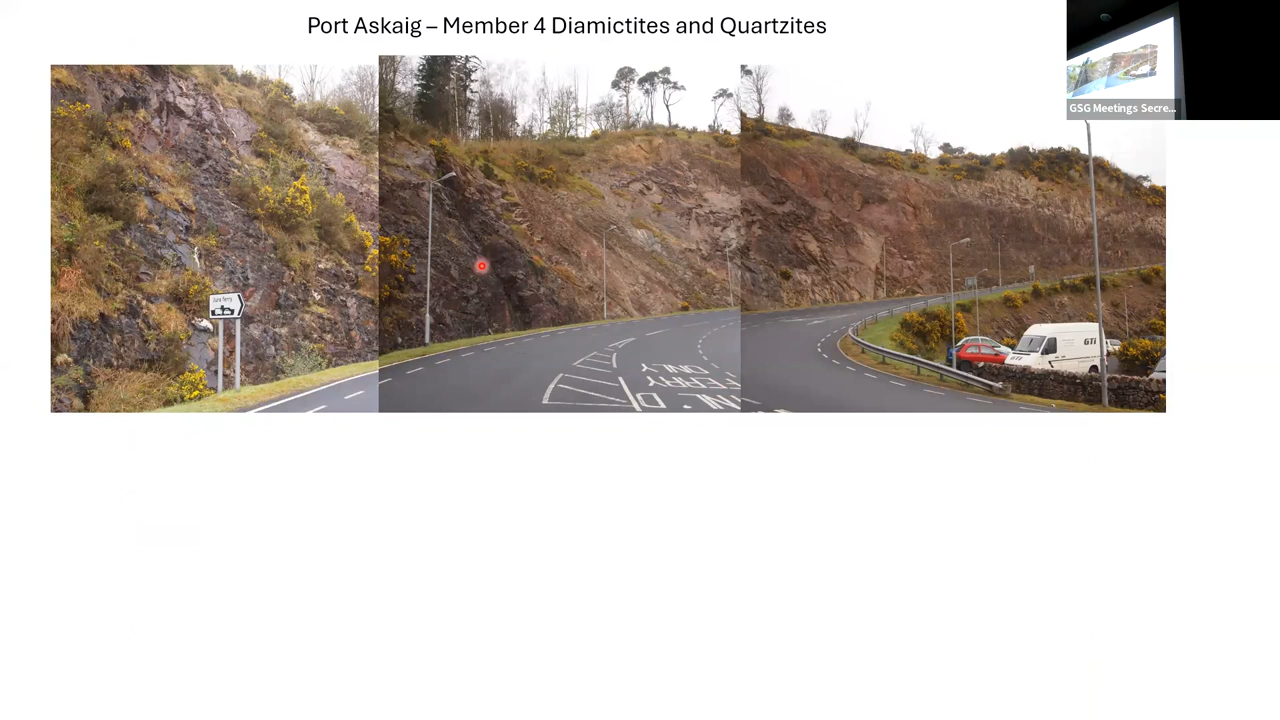 Port Askaig – Member 4 Diamictites and Quartzites
GSG Meetings Secre...
Jura ferry
GTi
ONLY
FERRY